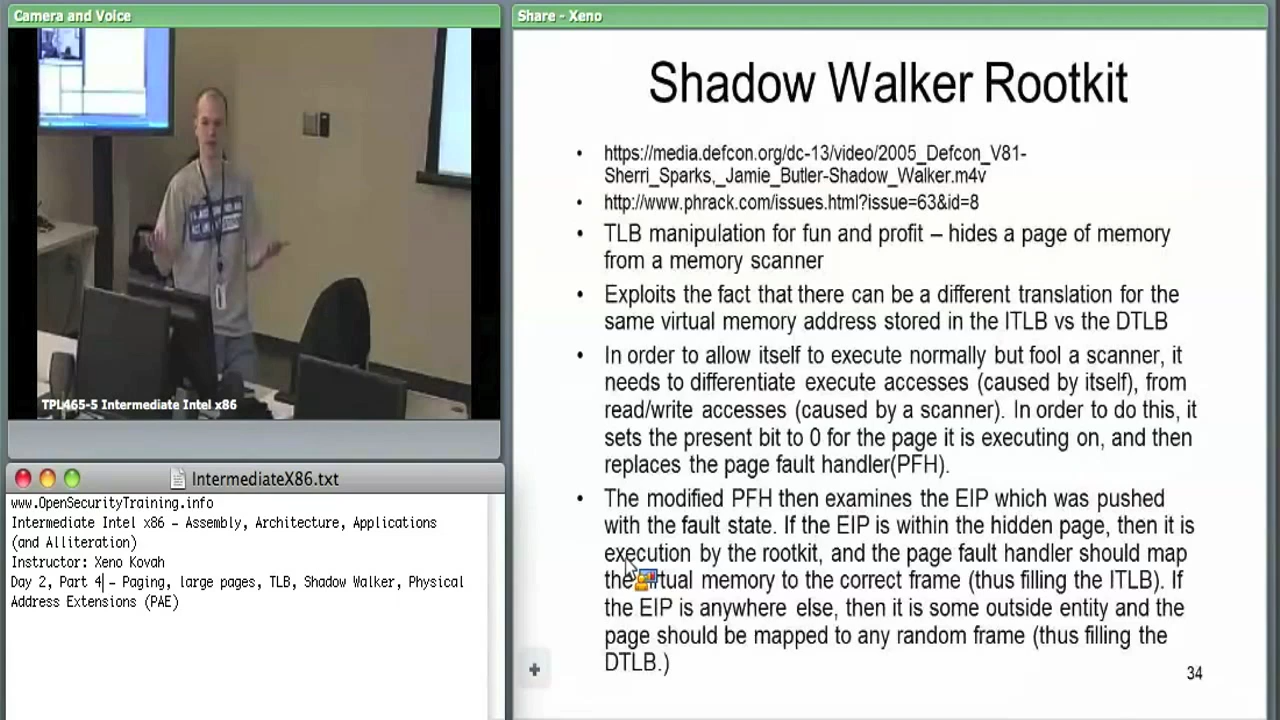 Camera and Voice
TPL465-5 Intermediate Intel x86
IntermediateX86.txt
www.OpenSecurityTraining.info
Intermediate Intel x86 – Assembly, Architecture, Applications
(and Alliteration)
Instructor: Xeno Kovah
Day 2, Part 4 – Paging, large pages, TLB, Shadow Walker, Physical
Address Extensions (PAE)
Share - Xeno
Shadow Walker Rootkit
• https://media.defcon.org/dc-13/video/2005_Defcon_V81-
Sherri_Sparks,_Jamie_Butler-Shadow_Walker.m4v
• http://www.phrack.com/issues.html?issue=63&id=8
• TLB manipulation for fun and profit – hides a page of memory
from a memory scanner
• Exploits the fact that there can be a different translation for the
same virtual memory address stored in the ITLB vs the DTLB
• In order to allow itself to execute normally but fool a scanner, it
needs to differentiate execute accesses (caused by itself), from
read/write accesses (caused by a scanner). In order to do this, it
sets the present bit to 0 for the page it is executing on, and then
replaces the page fault handler(PFH).
• The modified PFH then examines the EIP which was pushed
with the fault state. If the EIP is within the hidden page, then it is
execution by the rootkit, and the page fault handler should map
the virtual memory to the correct frame (thus filling the ITLB). If
the EIP is anywhere else, then it is some outside entity and the
page should be mapped to any random frame (thus filling the
DTLB.)
34